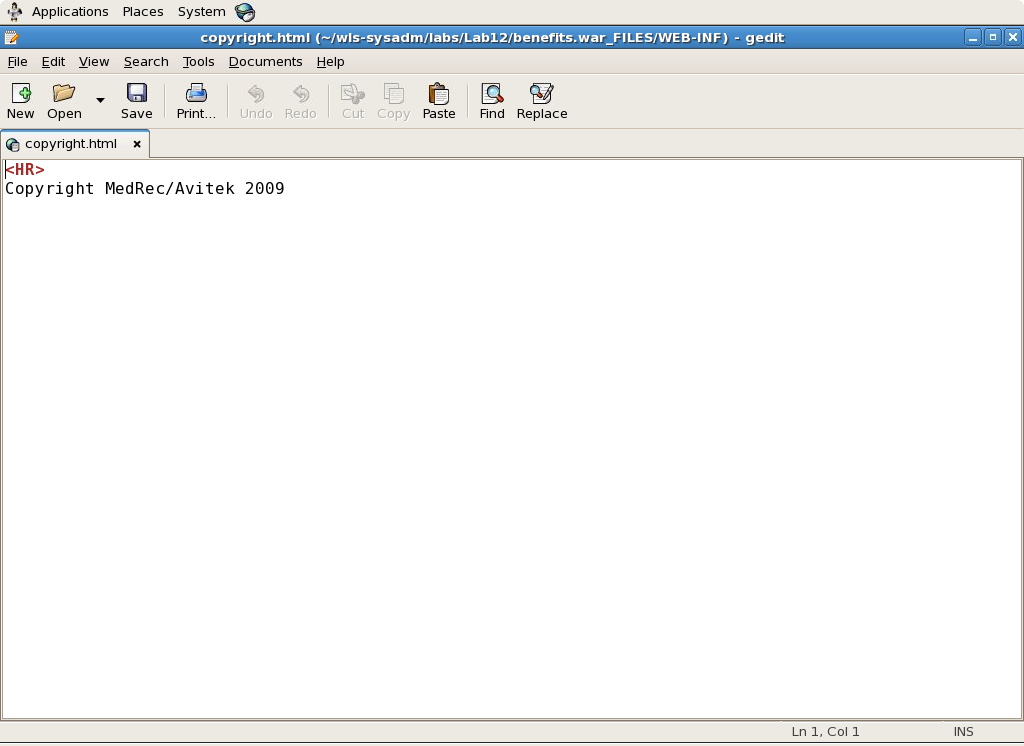 Applications Places System
copyright.html (~/wls-sysadm/labs/Lab12/benefits.war_FILES/WEB-INF) - gedit
File Edit View Search Tools Documents Help
New Open Save Print... Undo Redo Cut Copy Paste Find Replace
copyright.html
<HR>
Copyright MedRec/Avitek 2009
Ln 1, Col 1 INS